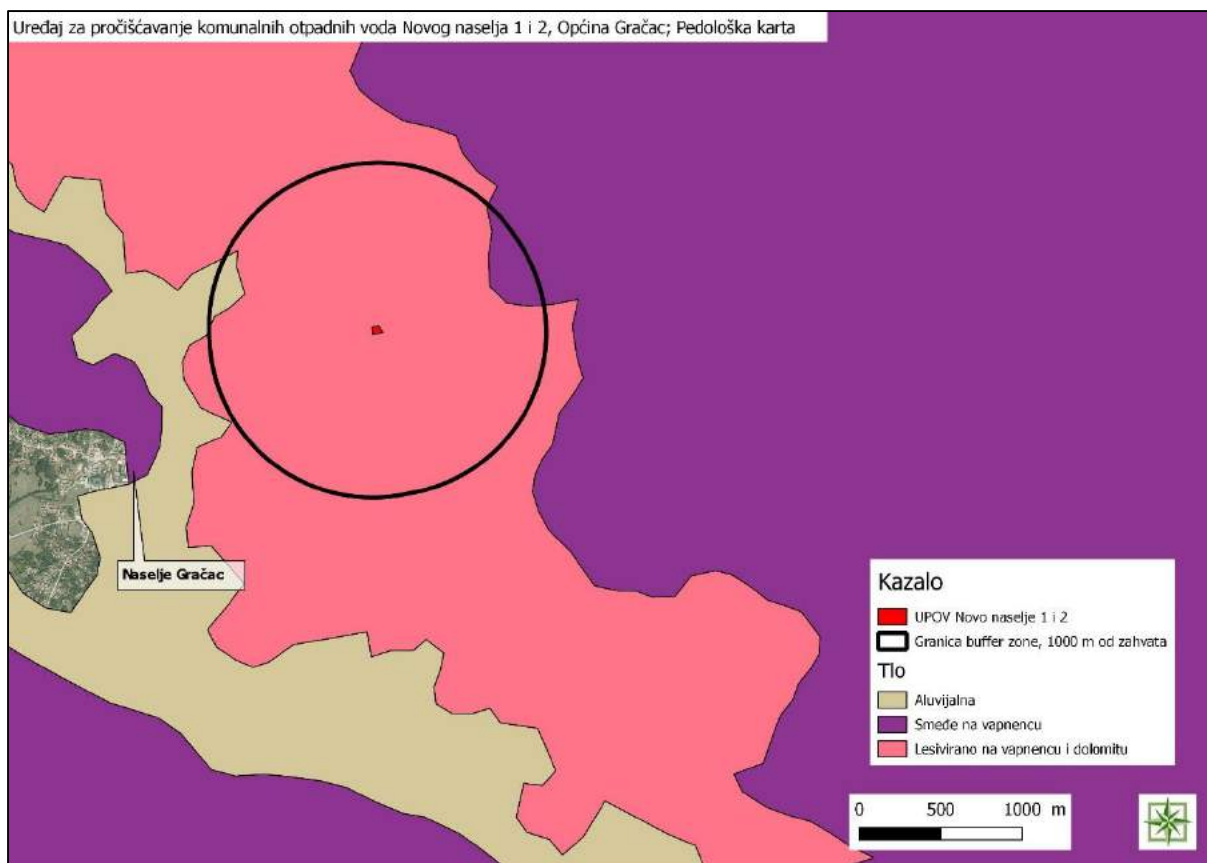 Uređaj za pročišćavanje komunalnih otpadnih voda Novog naselja 1 i 2, Općina Gračac; Pedološka karta
Naselje Gračac
Kazalo
UPOV Novo naselje 1 i 2
Granica buffer zone, 1000 m od zahvata
Tlo
Aluvijalna
Smeđe na vapnencu
Lesivirano na vapnencu i dolomitu
0 500 1000 m